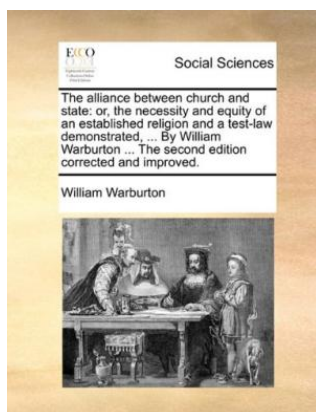 ECCO
Social Sciences
The alliance between church and
state: or, the necessity and equity of
an established religion and a test-law
demonstrated, ... By William
Warburton ... The second edition
corrected and improved.
William Warburton